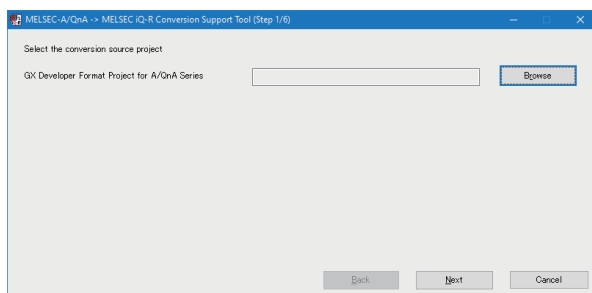 MELSEC-A/QnA -> MELSEC iQ-R Conversion Support Tool (Step 1/6)
Select the conversion source project
GX Developer Format Project for A/QnA Series
Browse
Back Next Cancel